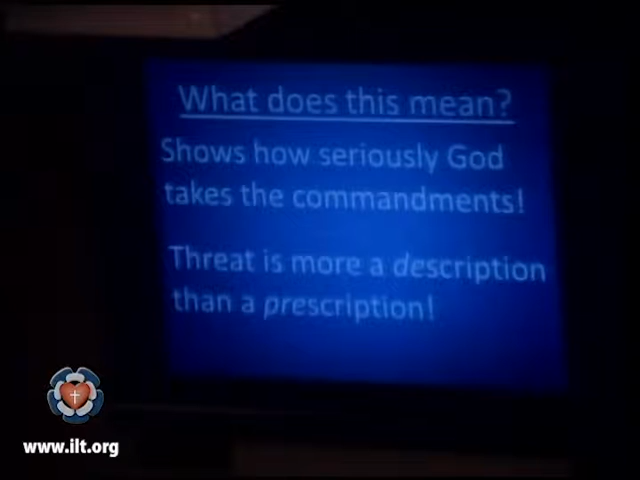 What does this mean?
Shows how seriously God
takes the commandments!
Threat is more a description
than a prescription!
www.ilt.org